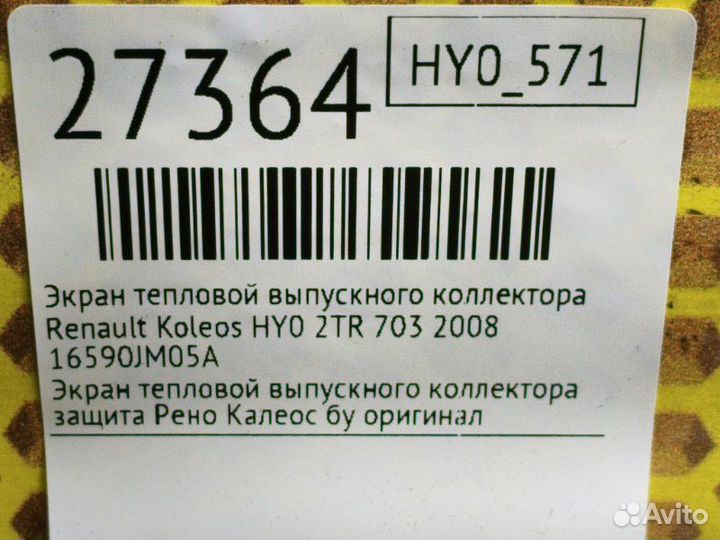 27364
HY0_571
Экран тепловой выпускного коллектора
Renault Koleos HY0 2TR 703 2008
16590JM05A
Экран тепловой выпускного коллектора
защита Рено Калеос бу оригинал
Avito